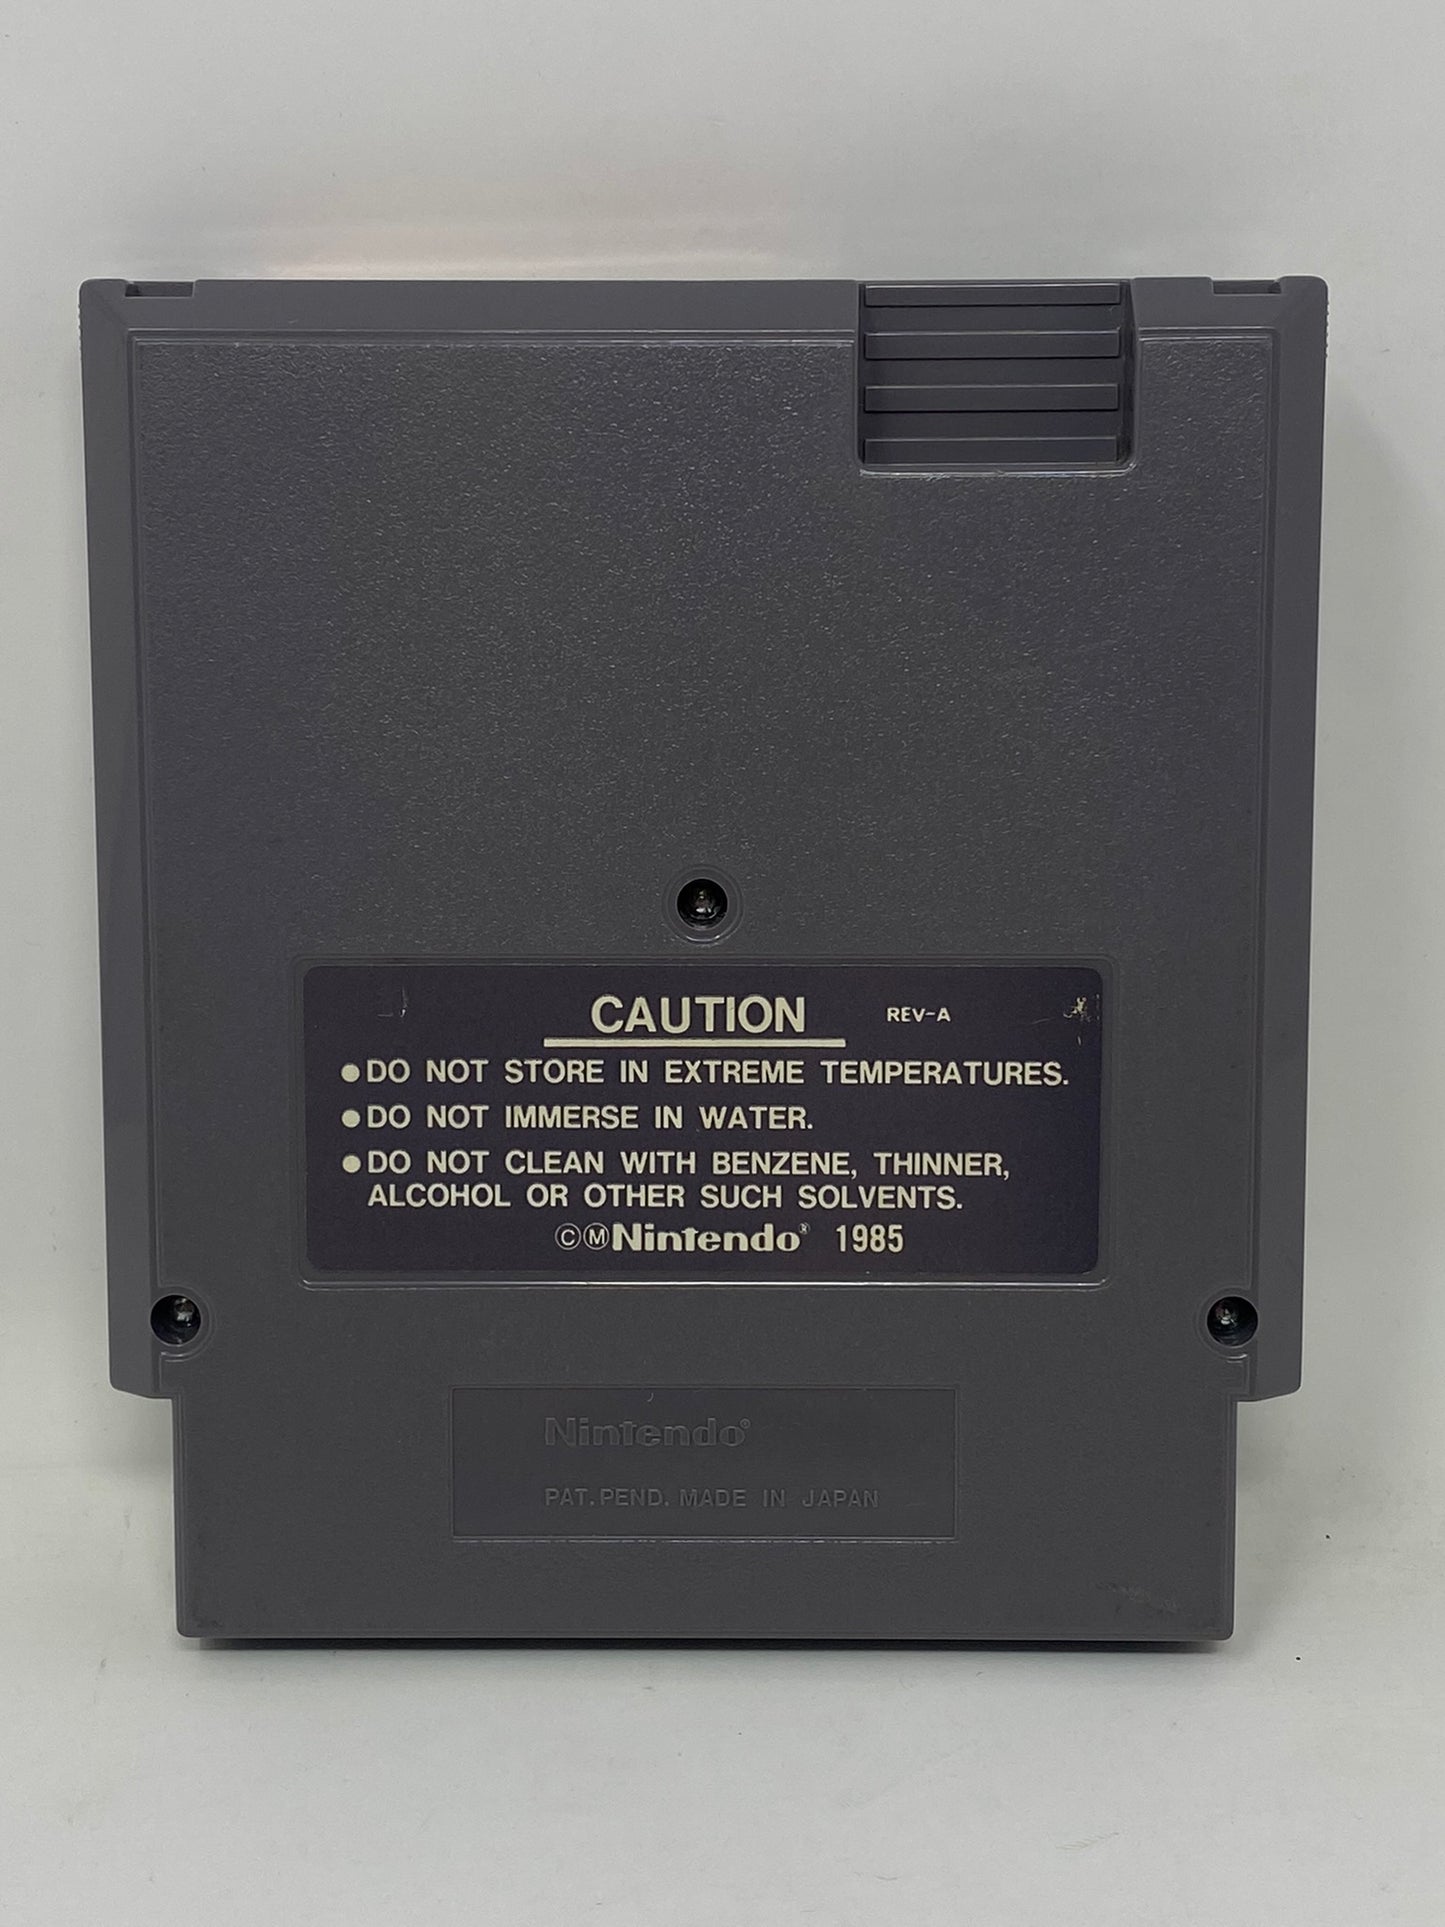 CAUTION REV-A
●DO NOT STORE IN EXTREME TEMPERATURES.
●DO NOT IMMERSE IN WATER.
●DO NOT CLEAN WITH BENZENE, THINNER,
ALCOHOL OR OTHER SUCH SOLVENTS.
©ⓂNintendo® 1985
Nintendo®
PAT. PEND. MADE IN JAPAN